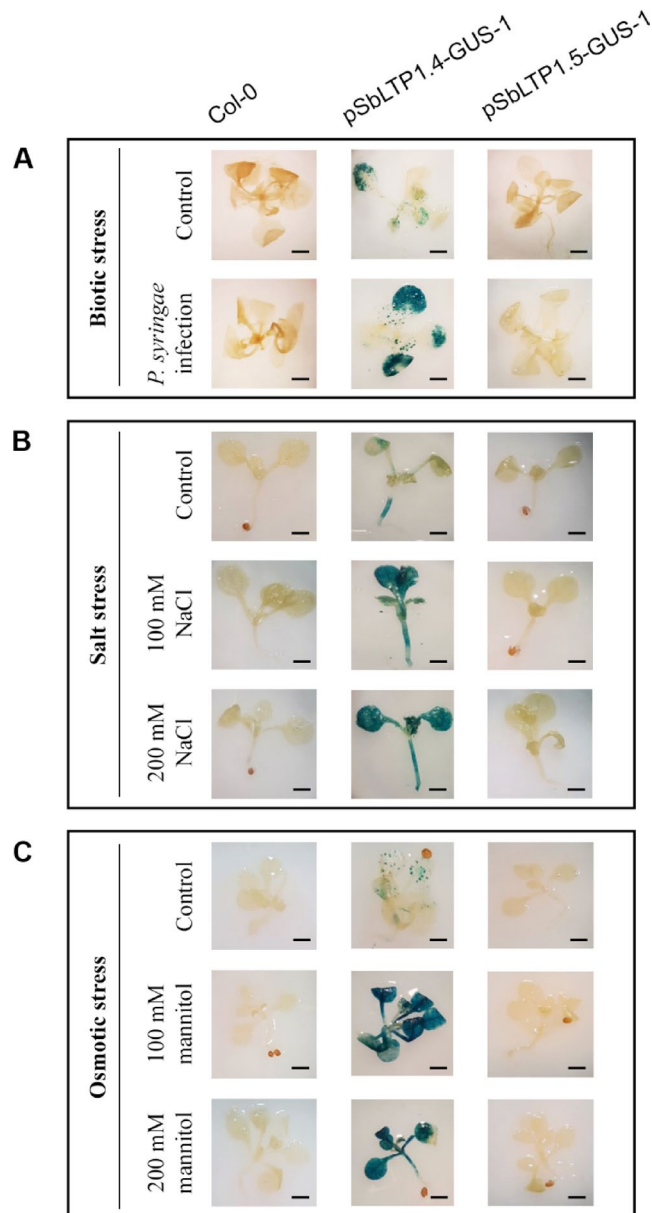 Col-0
pSbLTP1.4-GUS-1
pSbLTP1.5-GUS-1
A
Biotic stress
Control
P. syringae
infection
B
Salt stress
Control
100 mM
NaCl
200 mM
NaCl
C
Osmotic stress
Control
100 mM
mannitol
200 mM
mannitol